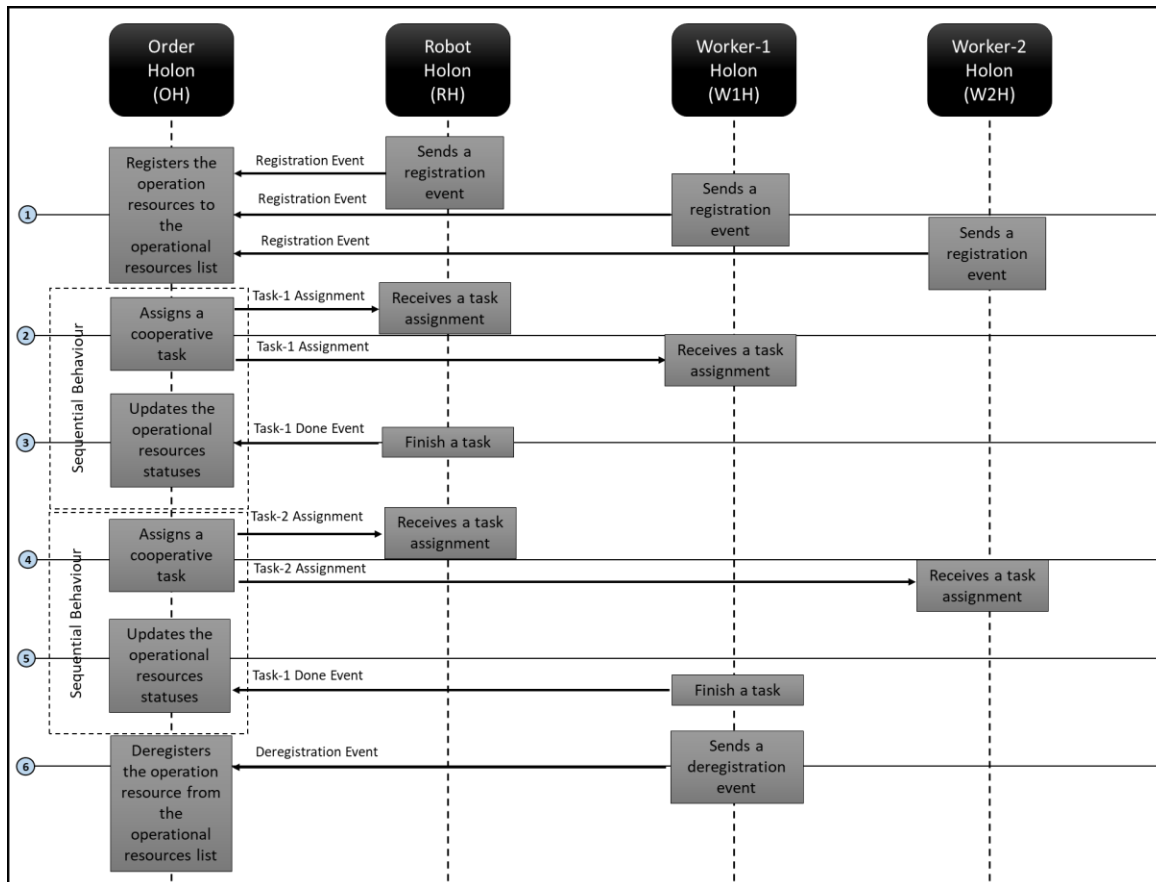 Order
Holon
(OH)
Robot
Holon
(RH)
Worker-1
Holon
(W1H)
Worker-2
Holon
(W2H)
Registers the
operation
resources to
the
operational
resources list
Registration Event
Sends a
registration
event
Registration Event
Sends a
registration
event
1
Registration Event
Sends a
registration
event
Sequential Behaviour
Assigns a
cooperative
task
Task-1 Assignment
Receives a task
assignment
2
Task-1 Assignment
Receives a task
assignment
Updates the
operational
resources
statuses
3
Task-1 Done Event
Finish a task
Sequential Behaviour
Assigns a
cooperative
task
Task-2 Assignment
Receives a task
assignment
4
Task-2 Assignment
Receives a task
assignment
Updates the
operational
resources
statuses
5
Task-1 Done Event
Finish a task
Deregisters
the operation
resource from
the
operational
resources list
6
Deregistration Event
Sends a
deregistration
event